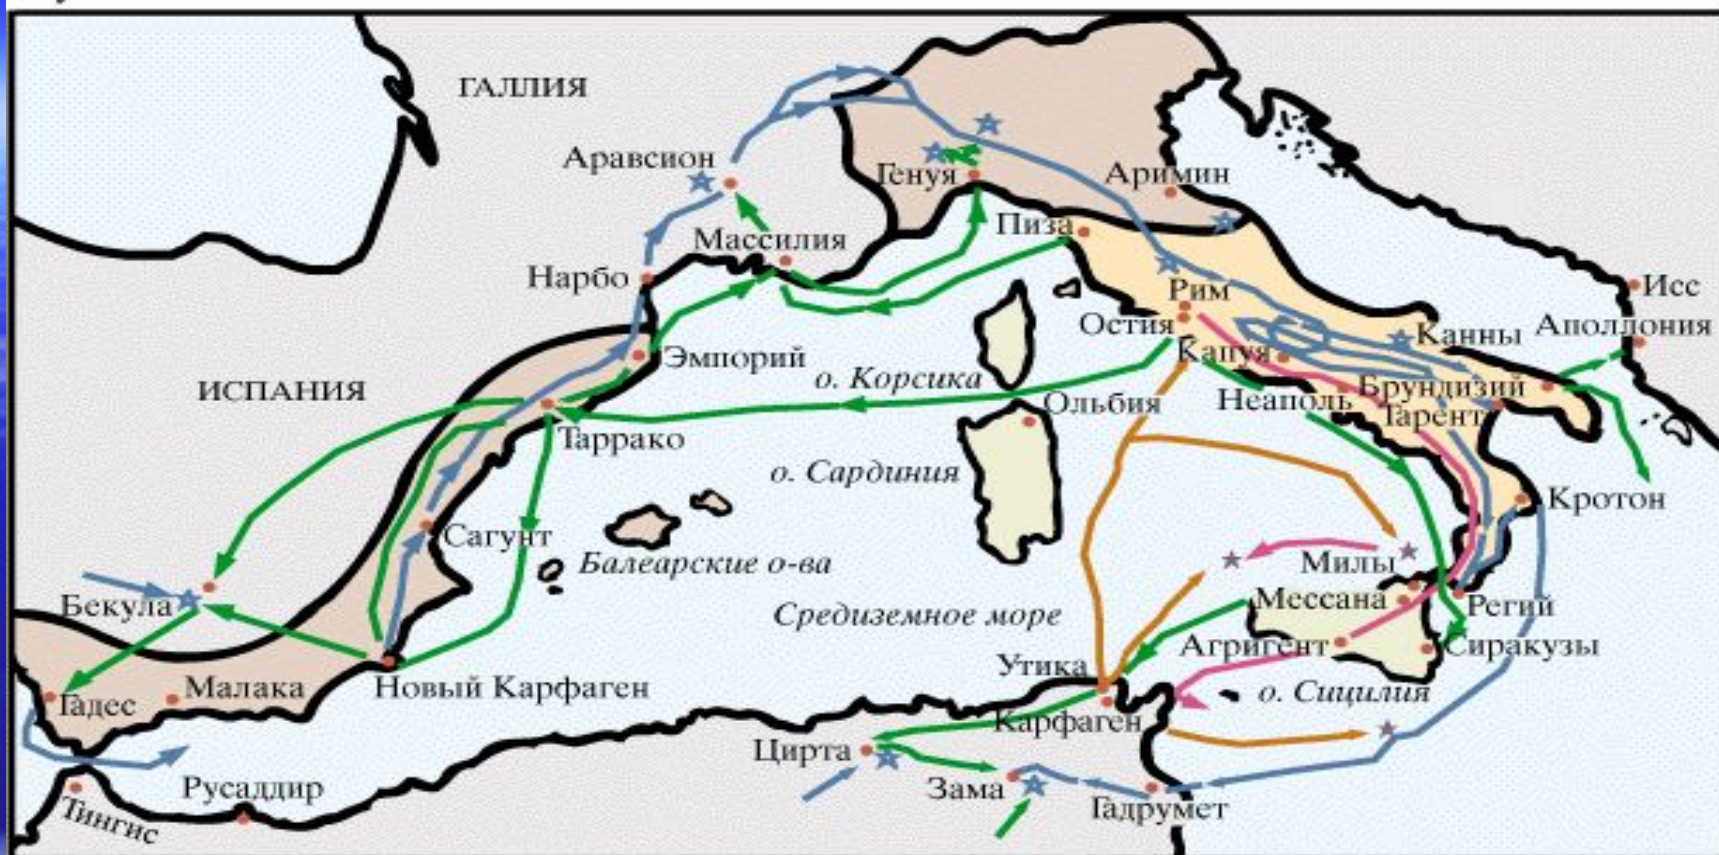 ГАЛЛИЯ
Аравсион
Генуя
Аримин
Массилия
Пиза
Нарбо
Рим
Исс
Остия
Канны
Аполлония
Эмпорий
Капуя
ИСПАНИЯ
о. Корсика
Брундизий
Ольбия
Неаполь
Тарент
Таррако
о. Сардиния
Кротон
Сагунт
Милы
Балеарские о-ва
Бекула
Средиземное море
Мессана
Регий
Агригент
Сиракузы
Утика
Малака
Новый Карфаген
о. Сицилия
Гадес
Карфаген
Цирта
Русаддир
Зама
Гадрумет
Тингис